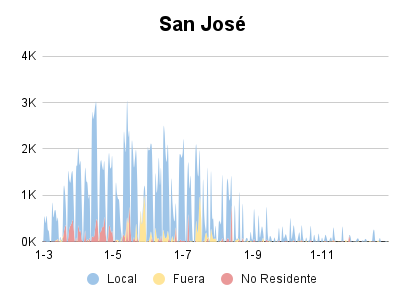 San José
4K
3K
2K
1K
0K
1-3 1-5 1-7 1-9 1-11
Local Fuera No Residente